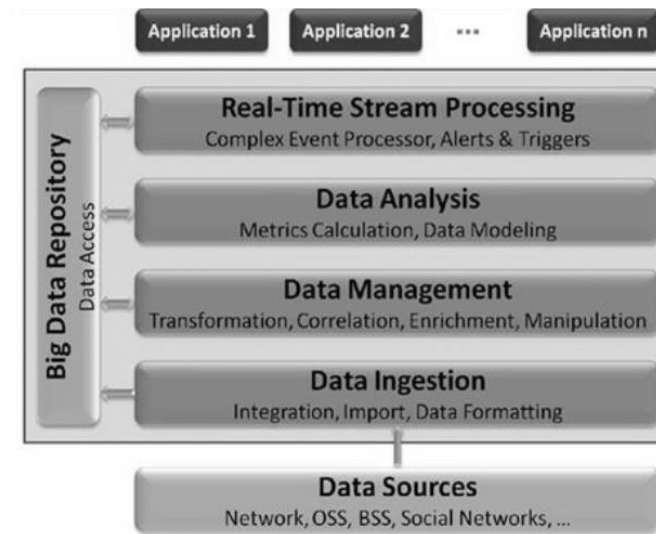 Application 1
Application 2
...
Application n
Big Data Repository
Data Access
Real-Time Stream Processing
Complex Event Processor, Alerts & Triggers
Data Analysis
Metrics Calculation, Data Modeling
Data Management
Transformation, Correlation, Enrichment, Manipulation
Data Ingestion
Integration, Import, Data Formatting
Data Sources
Network, OSS, BSS, Social Networks, ...